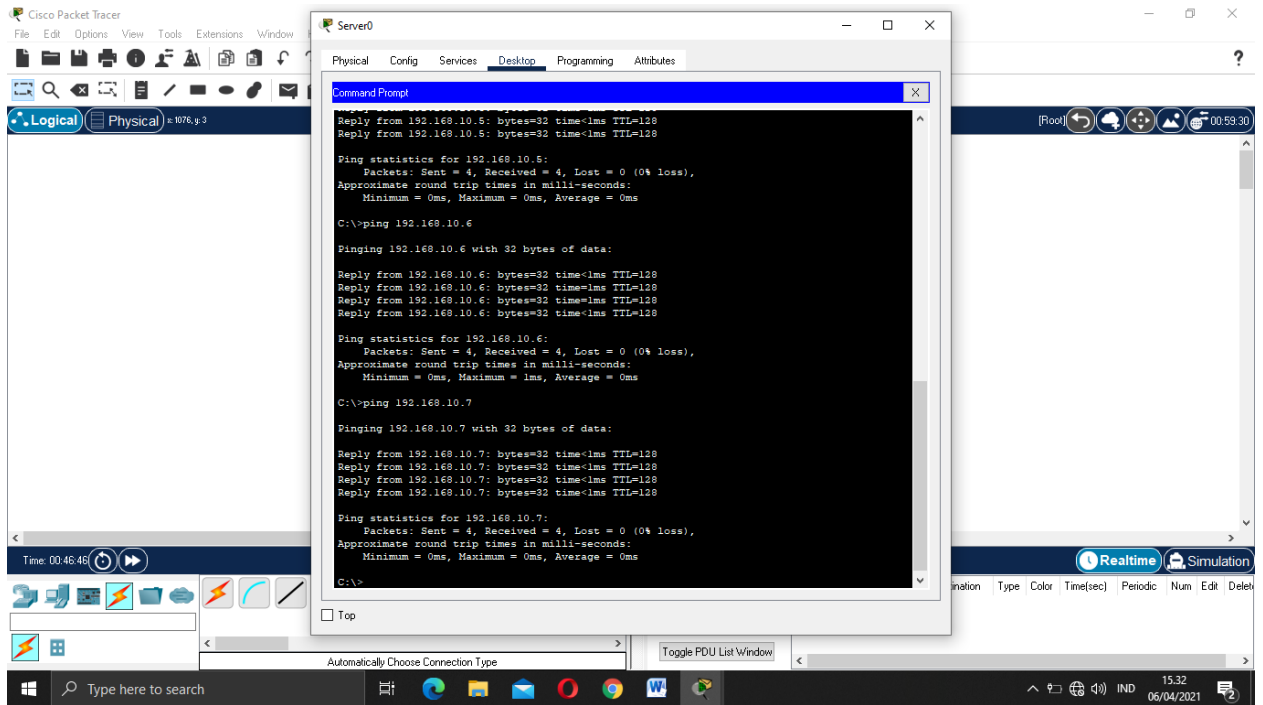 Cisco Packet Tracer
File Edit Options View Tools Extensions Window
?
Logical Physical x: 1076, y: 3
[Root] 00:59:30
Server0
Physical Config Services Desktop Programming Attributes
Command Prompt X
Reply from 192.168.10.5: bytes=32 time<1ms TTL=128
Reply from 192.168.10.5: bytes=32 time<1ms TTL=128
Ping statistics for 192.168.10.5:
Packets: Sent = 4, Received = 4, Lost = 0 (0% loss),
Approximate round trip times in milli-seconds:
Minimum = 0ms, Maximum = 0ms, Average = 0ms
C:\>ping 192.168.10.6
Pinging 192.168.10.6 with 32 bytes of data:
Reply from 192.168.10.6: bytes=32 time<1ms TTL=128
Reply from 192.168.10.6: bytes=32 time=1ms TTL=128
Reply from 192.168.10.6: bytes=32 time=1ms TTL=128
Reply from 192.168.10.6: bytes=32 time<1ms TTL=128
Ping statistics for 192.168.10.6:
Packets: Sent = 4, Received = 4, Lost = 0 (0% loss),
Approximate round trip times in milli-seconds:
Minimum = 0ms, Maximum = 1ms, Average = 0ms
C:\>ping 192.168.10.7
Pinging 192.168.10.7 with 32 bytes of data:
Reply from 192.168.10.7: bytes=32 time<1ms TTL=128
Reply from 192.168.10.7: bytes=32 time<1ms TTL=128
Reply from 192.168.10.7: bytes=32 time<1ms TTL=128
Reply from 192.168.10.7: bytes=32 time<1ms TTL=128
Ping statistics for 192.168.10.7:
Packets: Sent = 4, Received = 4, Lost = 0 (0% loss),
Approximate round trip times in milli-seconds:
Minimum = 0ms, Maximum = 0ms, Average = 0ms
C:\>
Top
Time: 00:46:46
Realtime Simulation
ination Type Color Time(sec) Periodic Num Edit Delet
Automatically Choose Connection Type
Toggle PDU List Window
Type here to search
IND
15.32
06/04/2021
2